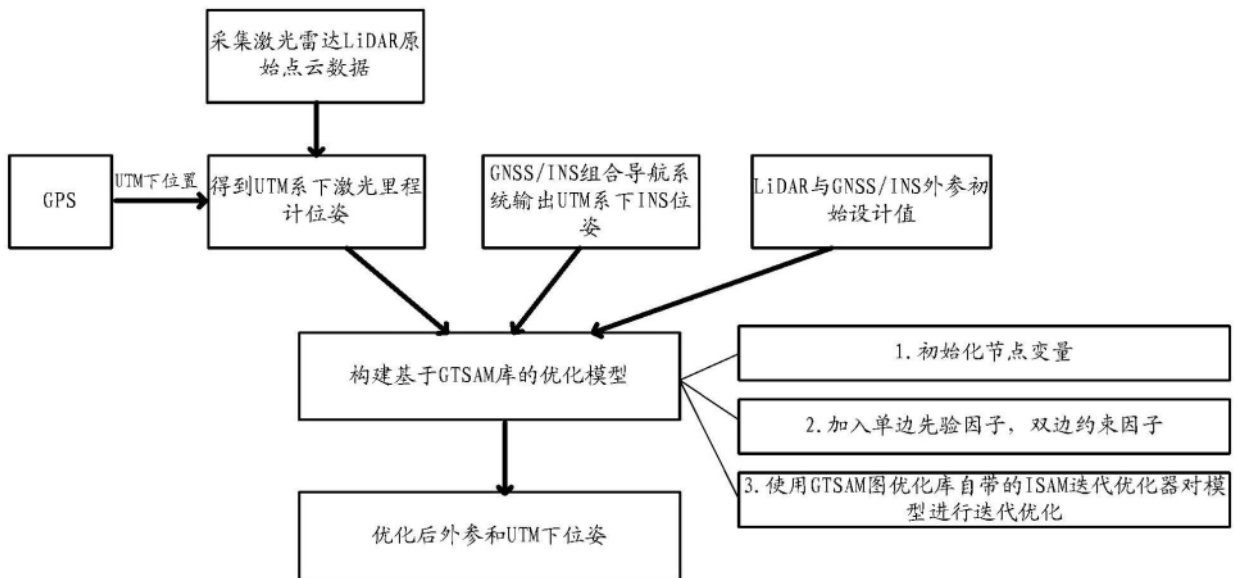 采集激光雷达LiDAR原
始点云数据
GPS
UTM下位置
得到UTM系下激光里程
计位姿
GNSS/INS组合导航系
统输出UTM系下INS位
姿
LiDAR与GNSS/INS外参初
始设计值
构建基于GTSAM库的优化模型
1.初始化节点变量
2.加入单边先验因子，双边约束因子
3.使用GTSAM图优化库自带的ISAM迭代优化器对模
型进行迭代优化
优化后外参和UTM下位姿